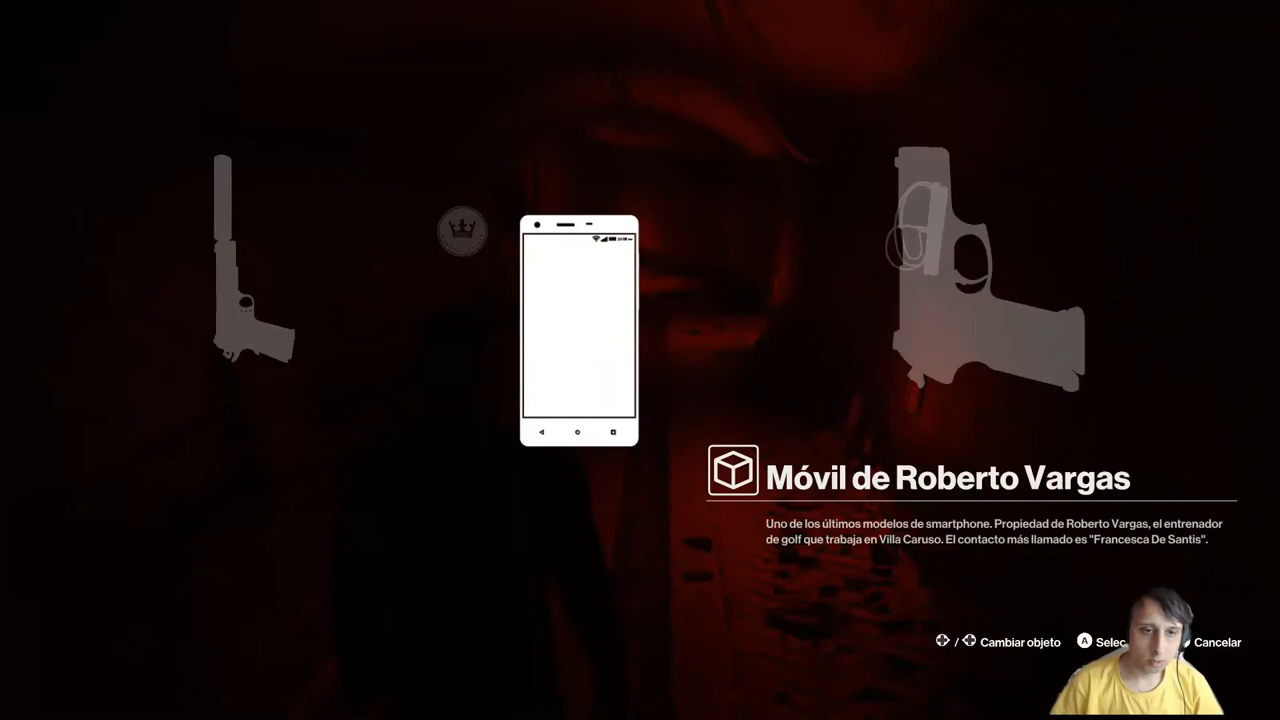 Móvil de Roberto Vargas
Uno de los últimos modelos de smartphone. Propiedad de Roberto Vargas, el entrenador
de golf que trabaja en Villa Caruso. El contacto más llamado es "Francesca De Santis".
/ Cambiar objeto A Selec Cancelar